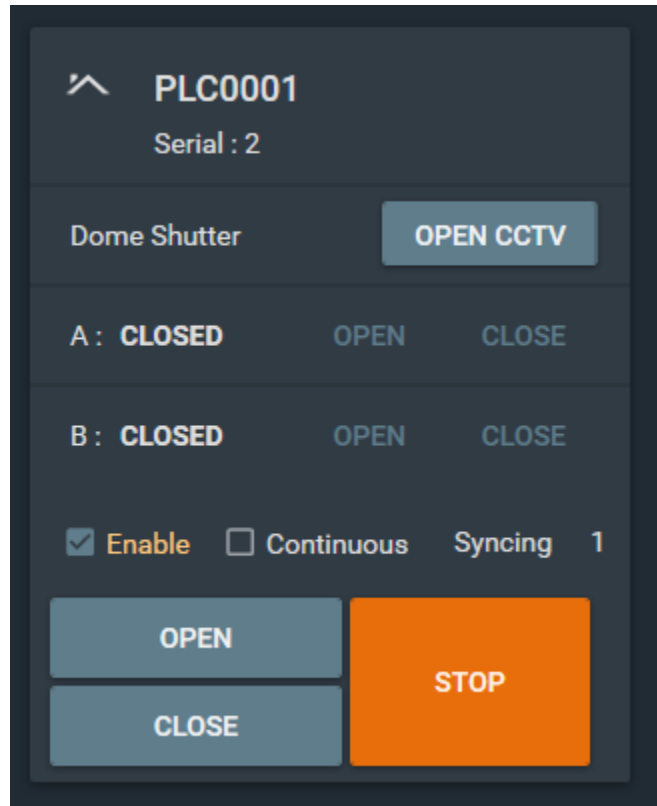 PLC0001
Serial : 2
Dome Shutter OPEN CCTV
A : CLOSED OPEN CLOSE
B : CLOSED OPEN CLOSE
Enable Continuous Syncing 1
OPEN
STOP
CLOSE